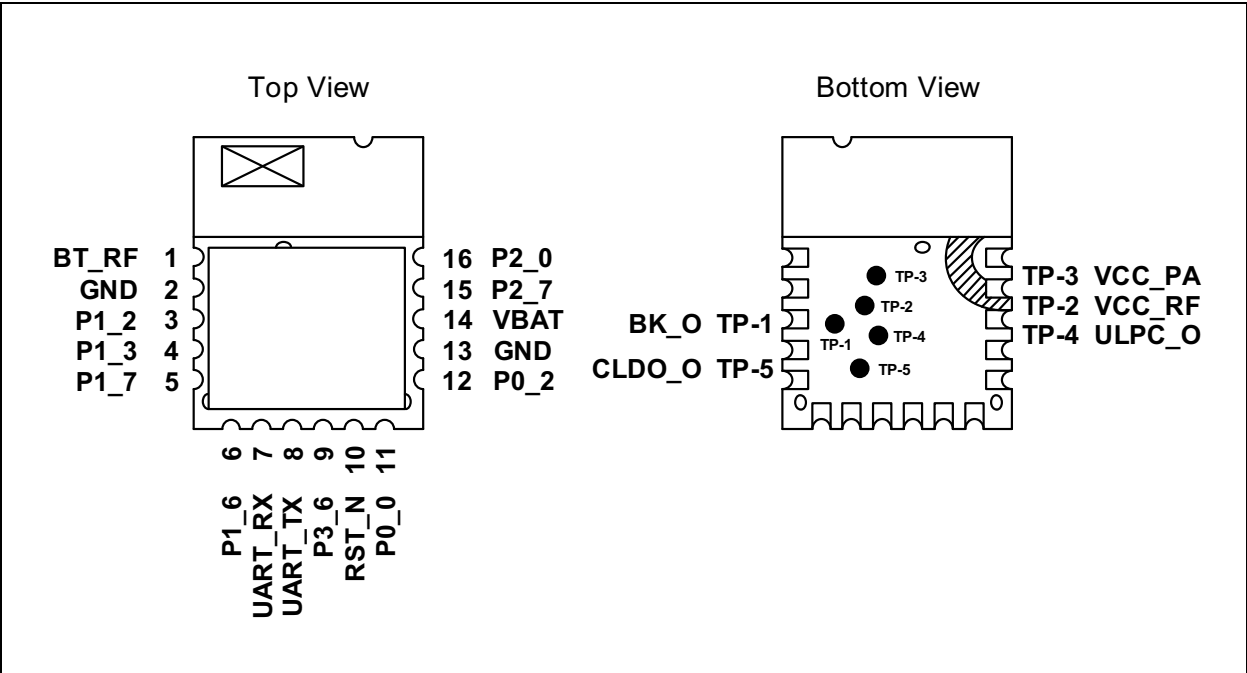 Top View
BT_RF 1
GND 2
P1_2 3
P1_3 4
P1_7 5
16 P2_0
15 P2_7
14 VBAT
13 GND
12 P0_2
6 P1_6
7 UART_RX
8 UART_TX
9 P3_6
10 RST_N
11 P0_0
Bottom View
BK_O TP-1
CLDO_O TP-5
TP-3
TP-2
TP-1
TP-4
TP-5
TP-3 VCC_PA
TP-2 VCC_RF
TP-4 ULPC_O